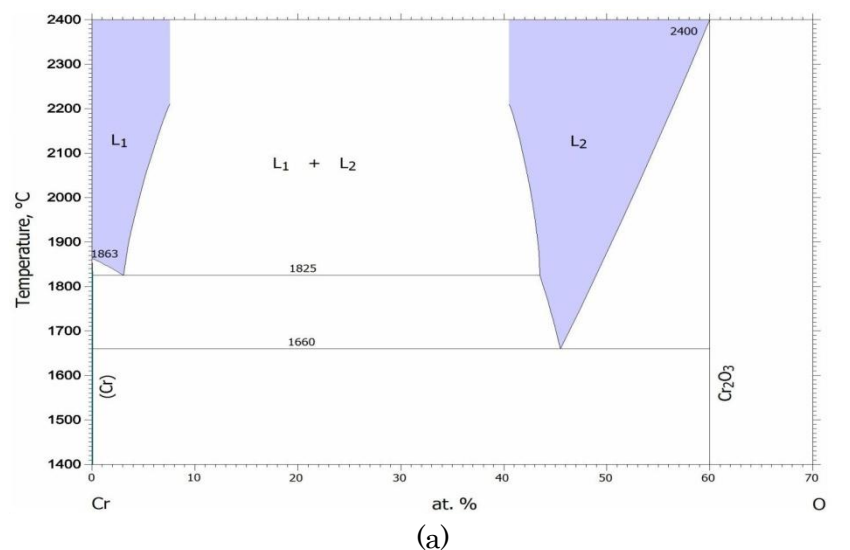 2400
2400
2300
2200
L1
L2
2100
L1 + L2
2000
Temperature, °C
1900
1863
1825
1800
1700
1660
1600
(Cr)
Cr2O3
1500
1400
0 10 20 30 40 50 60 70
Cr at. % O
(a)